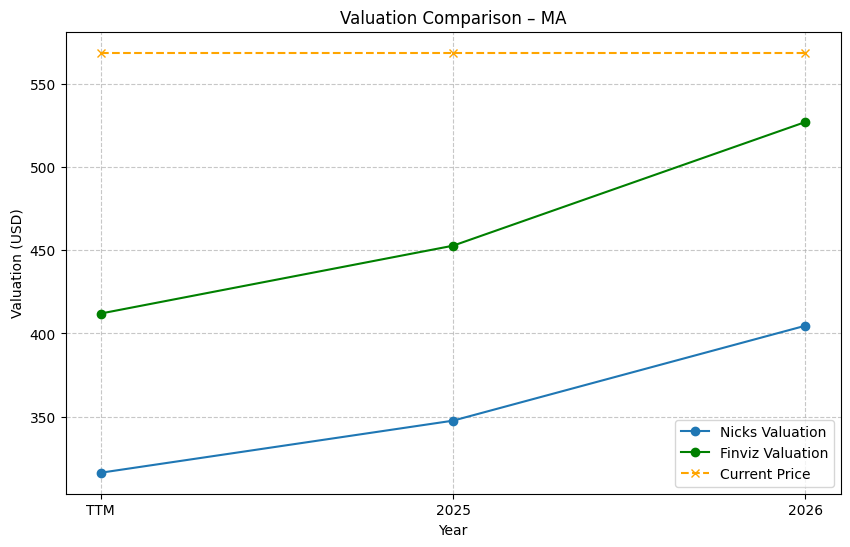 Valuation Comparison – MA
Valuation (USD)
550
500
450
400
350
TTM
2025
2026
Year
Nicks Valuation
Finviz Valuation
Current Price